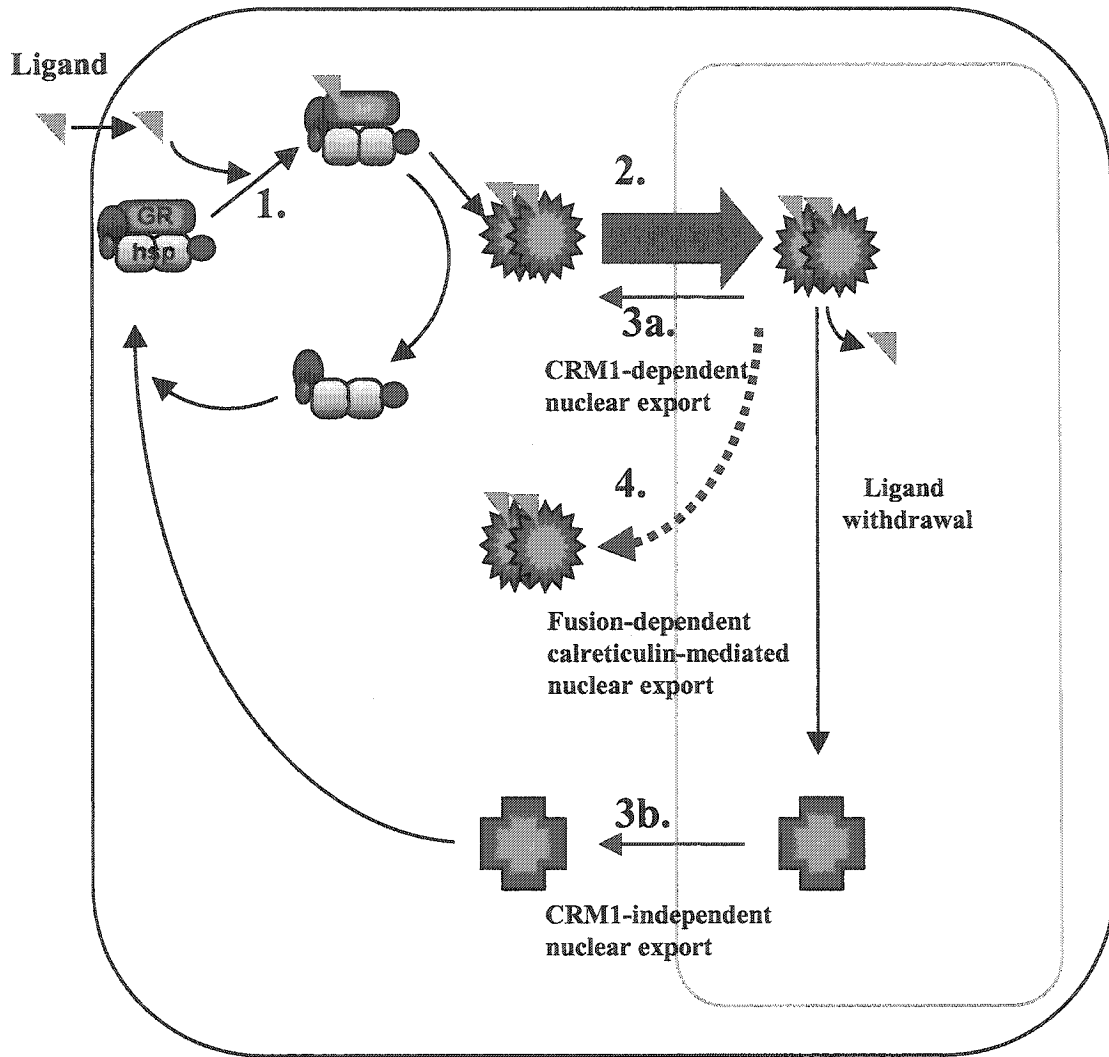 Ligand
1.
GR
hsp
2.
3a.
CRM1-dependent
nuclear export
4.
Ligand
withdrawal
Fusion-dependent
calreticulin-mediated
nuclear export
3b.
CRM1-independent
nuclear export